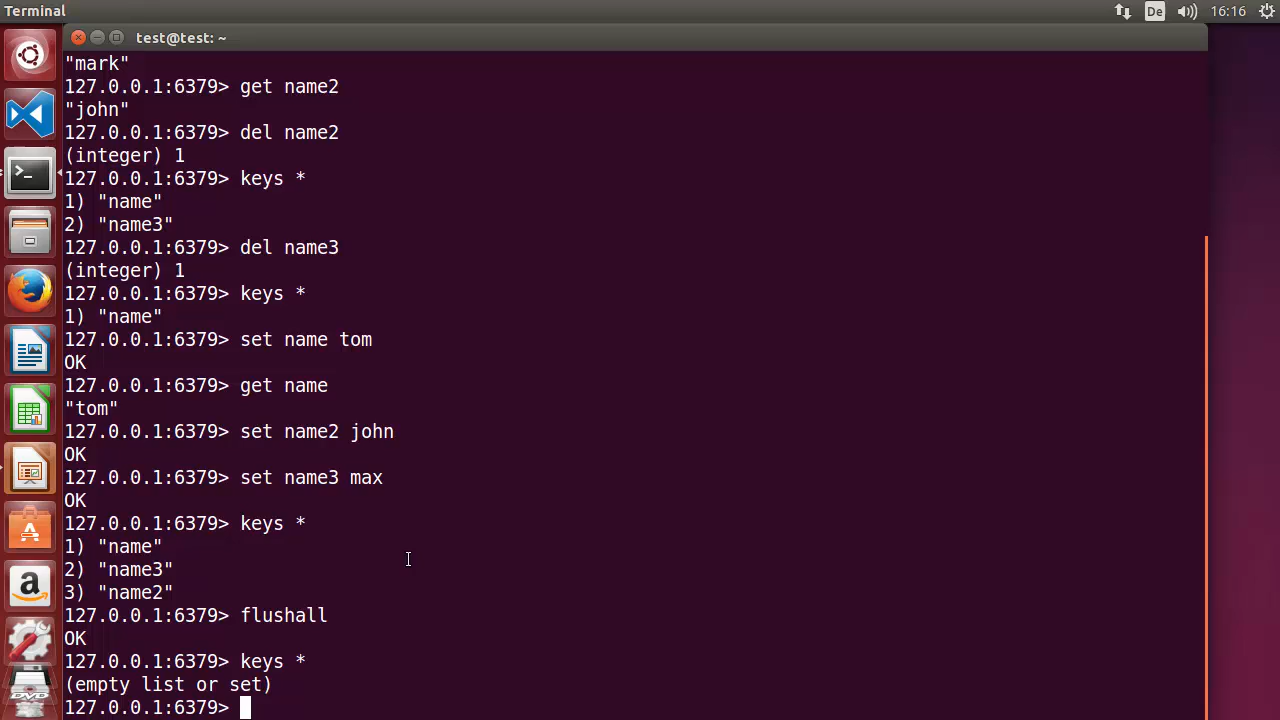 Terminal
De
16:16
test@test: ~
"mark"
127.0.0.1:6379> get name2
"john"
127.0.0.1:6379> del name2
(integer) 1
127.0.0.1:6379> keys *
1) "name"
2) "name3"
127.0.0.1:6379> del name3
(integer) 1
127.0.0.1:6379> keys *
1) "name"
127.0.0.1:6379> set name tom
OK
127.0.0.1:6379> get name
"tom"
127.0.0.1:6379> set name2 john
OK
127.0.0.1:6379> set name3 max
OK
127.0.0.1:6379> keys *
1) "name"
2) "name3"
3) "name2"
127.0.0.1:6379> flushall
OK
127.0.0.1:6379> keys *
(empty list or set)
127.0.0.1:6379>